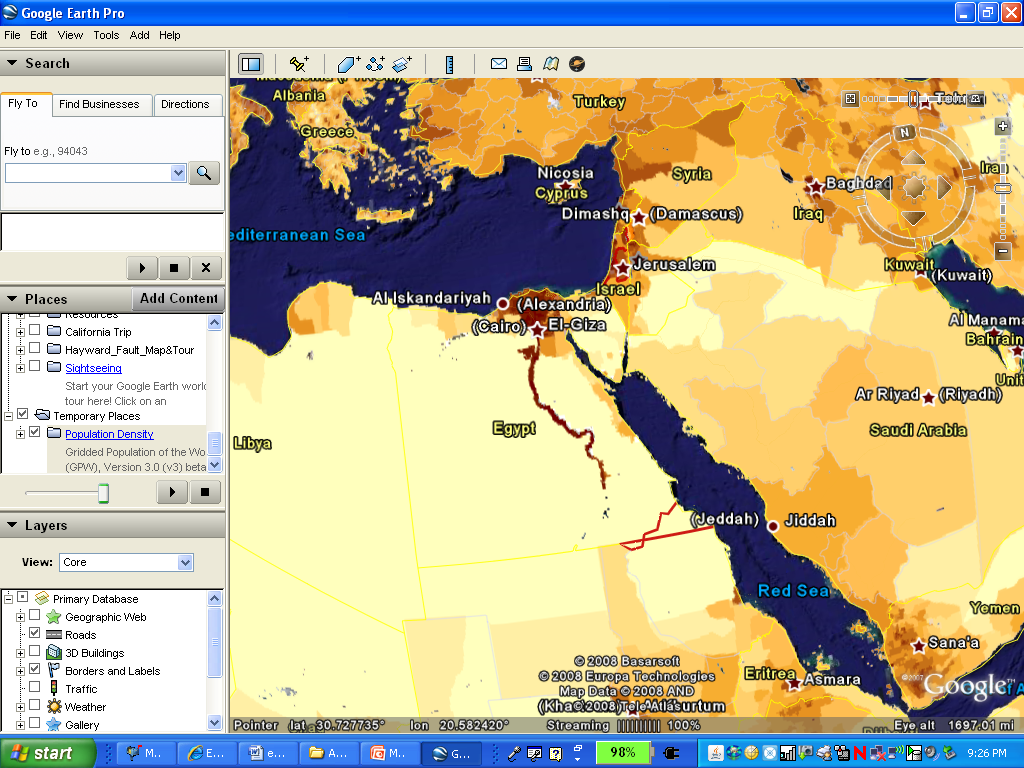 Google Earth Pro
File Edit View Tools Add Help
Search
Fly To Find Businesses Directions
Fly to e.g., 94043
Places Add Content
Resources
California Trip
Hayward_Fault_Map&Tour
Sightseeing
Start your Google Earth world
tour here! Click on an
Temporary Places
Population Density
Gridded Population of the Wo
(GPW), Version 3.0 (v3) beta
Layers
View: Core
Primary Database
Geographic Web
Roads
3D Buildings
Borders and Labels
Traffic
Weather
Gallery
Albania
Turkey
Greece
N
Nicosia
Cyprus
Syria
Baghdad
Iran
Dimashq (Damascus)
Iraq
editerranean Sea
Jerusalem
Kuwait
(Kuwait)
Israel
Al Iskandariyah (Alexandria)
(Cairo) El-Giza
Al Manama
Bahrain
Unit
Ar Riyad (Riyadh)
Libya
Egypt
Saudi Arabia
(Jeddah) Jiddah
Red Sea
Yemen
Sana'a
Eritrea
Asmara
© 2008 Basarsoft
© 2008 Europa Technologies
Map Data © 2008 AND
© 2008 Tele Atlas
©2007 Google™
Pointer lat 30.727735° lon 20.582420° Streaming 100% Eye alt 1697.01 mi
start M... E... e... A... M... G... 98% 9:26 PM